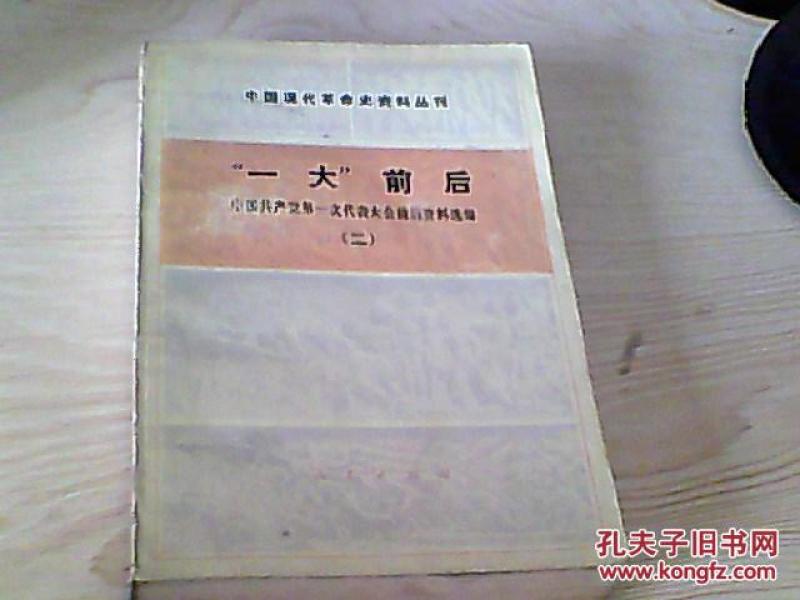 中国现代革命史资料丛刊
“一大”前后
中国共产党第一次代表大会前后资料选编
（二）
孔夫子旧书网
www.kongfz.com